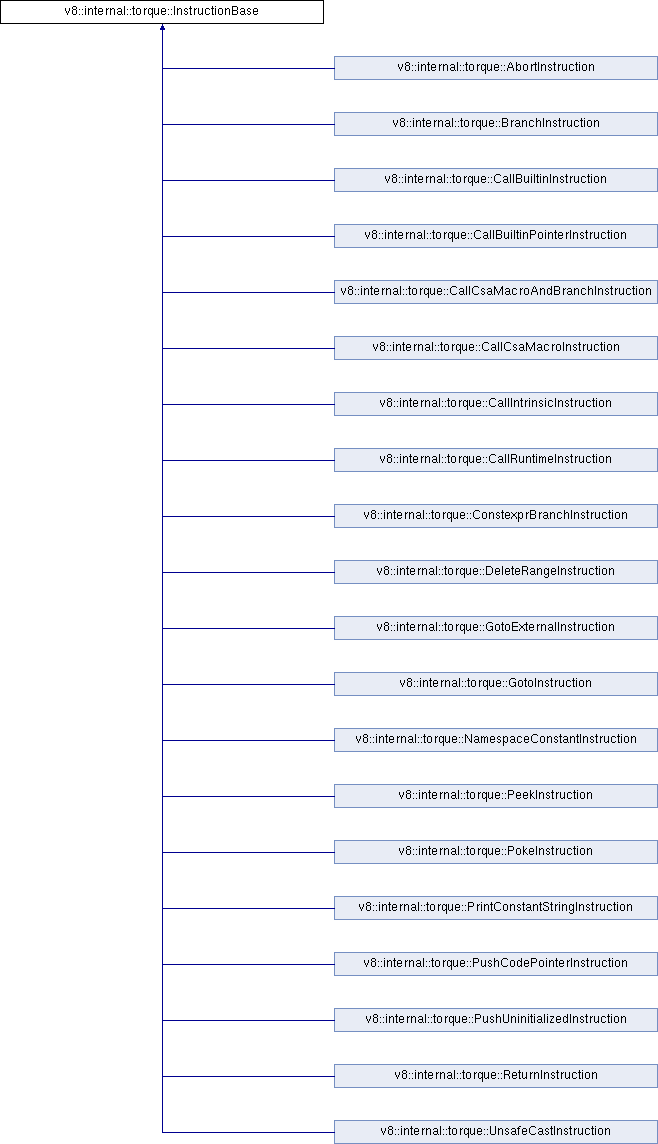 v8::internal::torque::InstructionBase
v8::internal::torque::AbortInstruction
v8::internal::torque::BranchInstruction
v8::internal::torque::CallBuiltinInstruction
v8::internal::torque::CallBuiltinPointerInstruction
v8::internal::torque::CallCsaMacroAndBranchInstruction
v8::internal::torque::CallCsaMacroInstruction
v8::internal::torque::CallIntrinsicInstruction
v8::internal::torque::CallRuntimeInstruction
v8::internal::torque::ConstexprBranchInstruction
v8::internal::torque::DeleteRangeInstruction
v8::internal::torque::GotoExternalInstruction
v8::internal::torque::GotoInstruction
v8::internal::torque::NamespaceConstantInstruction
v8::internal::torque::PeekInstruction
v8::internal::torque::PokeInstruction
v8::internal::torque::PrintConstantStringInstruction
v8::internal::torque::PushCodePointerInstruction
v8::internal::torque::PushUninitializedInstruction
v8::internal::torque::ReturnInstruction
v8::internal::torque::UnsafeCastInstruction